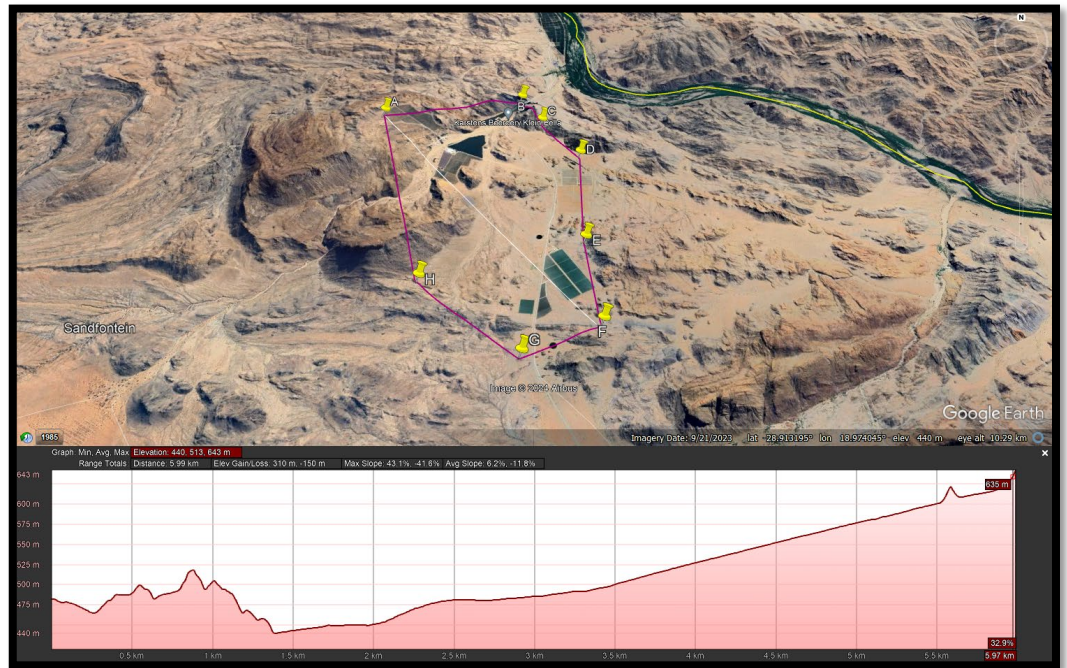 N
A
B
C
D
E
F
G
H
Sandfontein
Image © 2024 Airbus
Google Earth
1985
Imagery Date: 9/21/2023 lat -28.913195° lon 18.974045° elev 440 m eye alt 10.29 km
Graph: Min, Avg, Max Elevation: 440, 513, 643 m
Range Totals Distance: 5.99 km Elev Gain/Loss: 310 m, -150 m Max Slope: 43.1%, -41.6% Avg Slope: 6.2%, -11.8%
643 m
635 m
600 m
575 m
550 m
525 m
500 m
475 m
440 m
32.9%
0.5 km 1 km 1.5 km 2 km 2.5 km 3 km 3.5 km 4 km 4.5 km 5 km 5.5 km 5.97 km